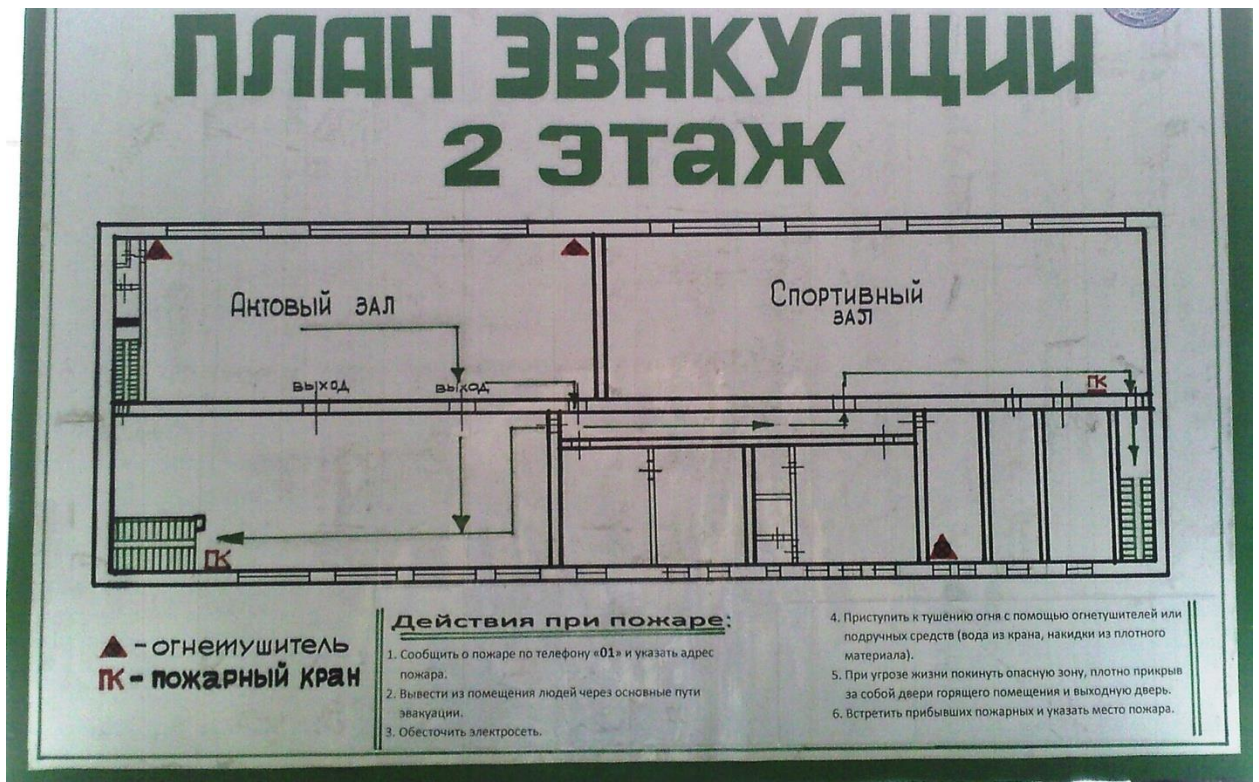 ПЛАН ЭВАКУАЦИИ
2 ЭТАЖ
Актовый ЗАЛ
Спортивный
ЗАЛ
ВЫХОД
ВЫХОД
ПК
ПК
- огнетушитель
ПК - пожарный кран
Действия при пожаре:
1. Сообщить о пожаре по телефону «01» и указать адрес
пожара.
2. Вывести из помещения людей через основные пути
эвакуации.
3. Обесточить электросеть.
4. Приступить к тушению огня с помощью огнетушителей или
подручных средств (вода из крана, накидки из плотного
материала).
5. При угрозе жизни покинуть опасную зону, плотно прикрыв
за собой двери горящего помещения и выходную дверь.
6. Встретить прибывших пожарных и указать место пожара.